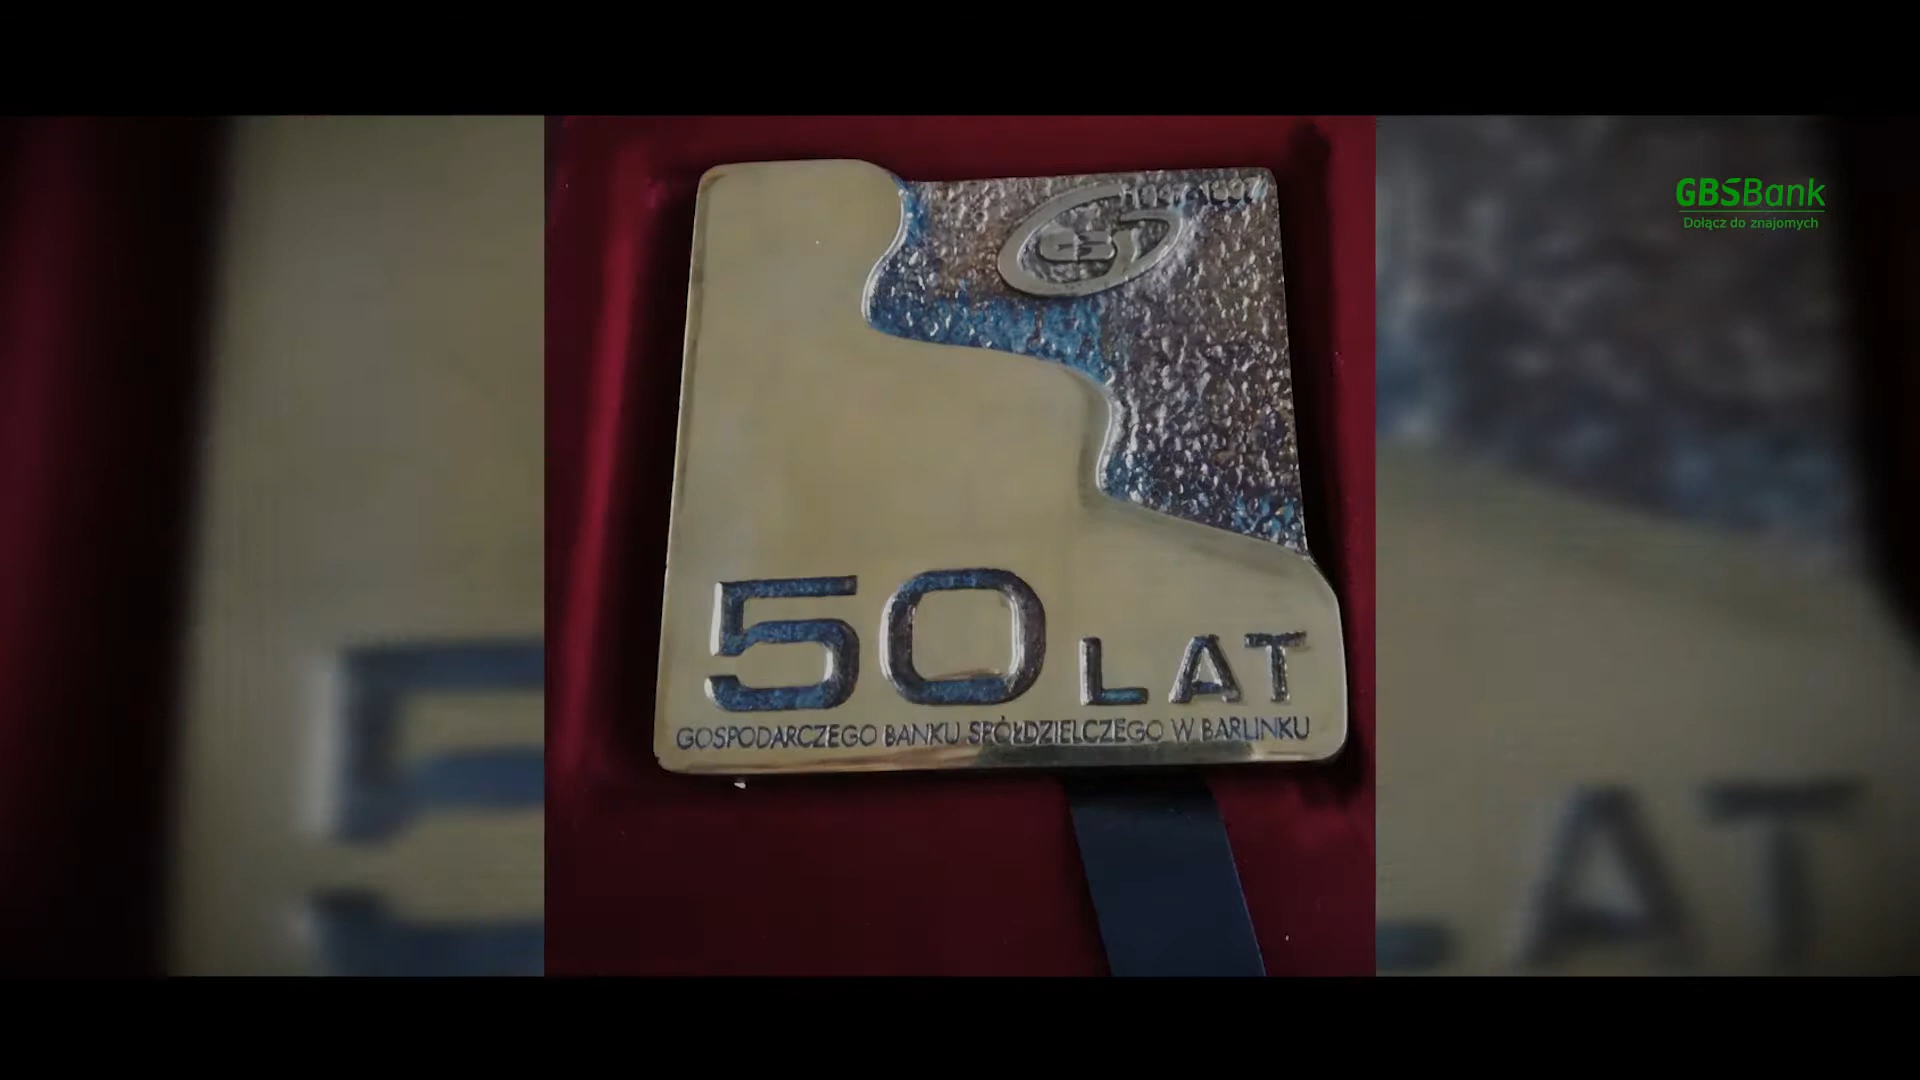 GBSBank
Dołącz do znajomych
50 LAT
GOSPODARCZEGO BANKU SPÓŁDZIELCZEGO W BARLINKU